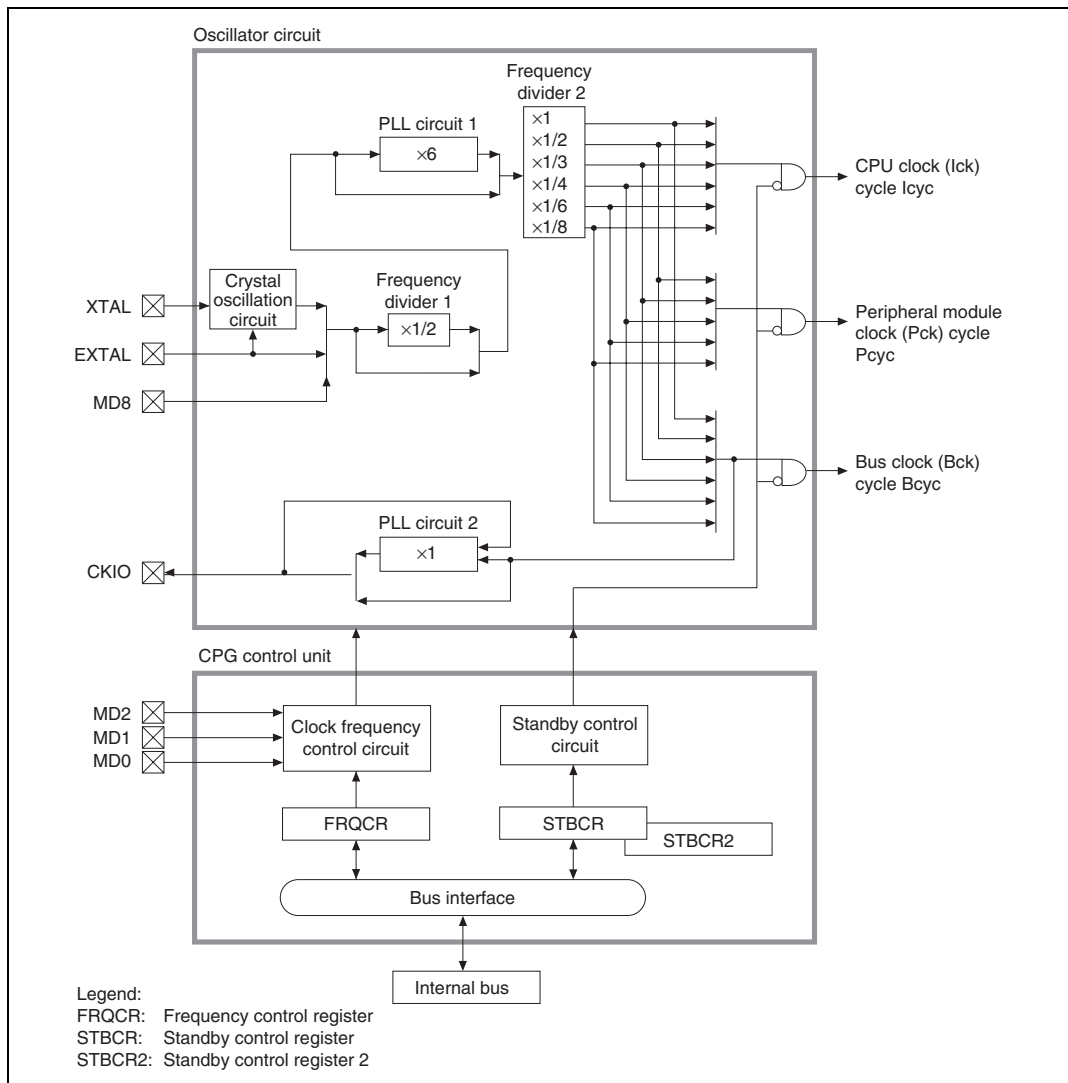 Oscillator circuit
Frequency
divider 2
PLL circuit 1
×6
×1
×1/2
×1/3
×1/4
×1/6
×1/8
CPU clock (Ick)
cycle Icyc
XTAL
Crystal
oscillation
circuit
Frequency
divider 1
×1/2
EXTAL
MD8
Peripheral module
clock (Pck) cycle
Pcyc
Bus clock (Bck)
cycle Bcyc
PLL circuit 2
×1
CKIO
CPG control unit
MD2
MD1
MD0
Clock frequency
control circuit
Standby control
circuit
FRQCR
STBCR
STBCR2
Bus interface
Internal bus
Legend:
FRQCR: Frequency control register
STBCR: Standby control register
STBCR2: Standby control register 2